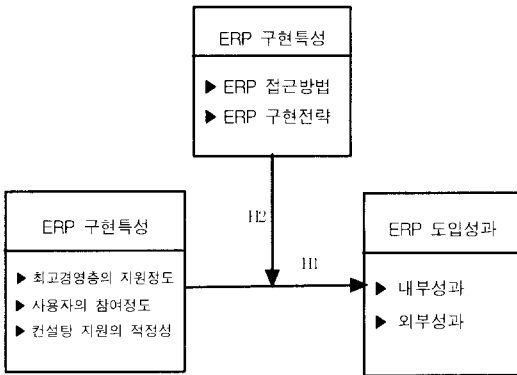 ERP 구현특성
▶ ERP 접근방법
▶ ERP 구현전략
H2
H1
ERP 구현특성
▶ 최고경영층의 지원정도
▶ 사용자의 참여정도
▶ 컨설탕 지원의 적정성
ERP 도입성과
▶ 내부성과
▶ 외부성과